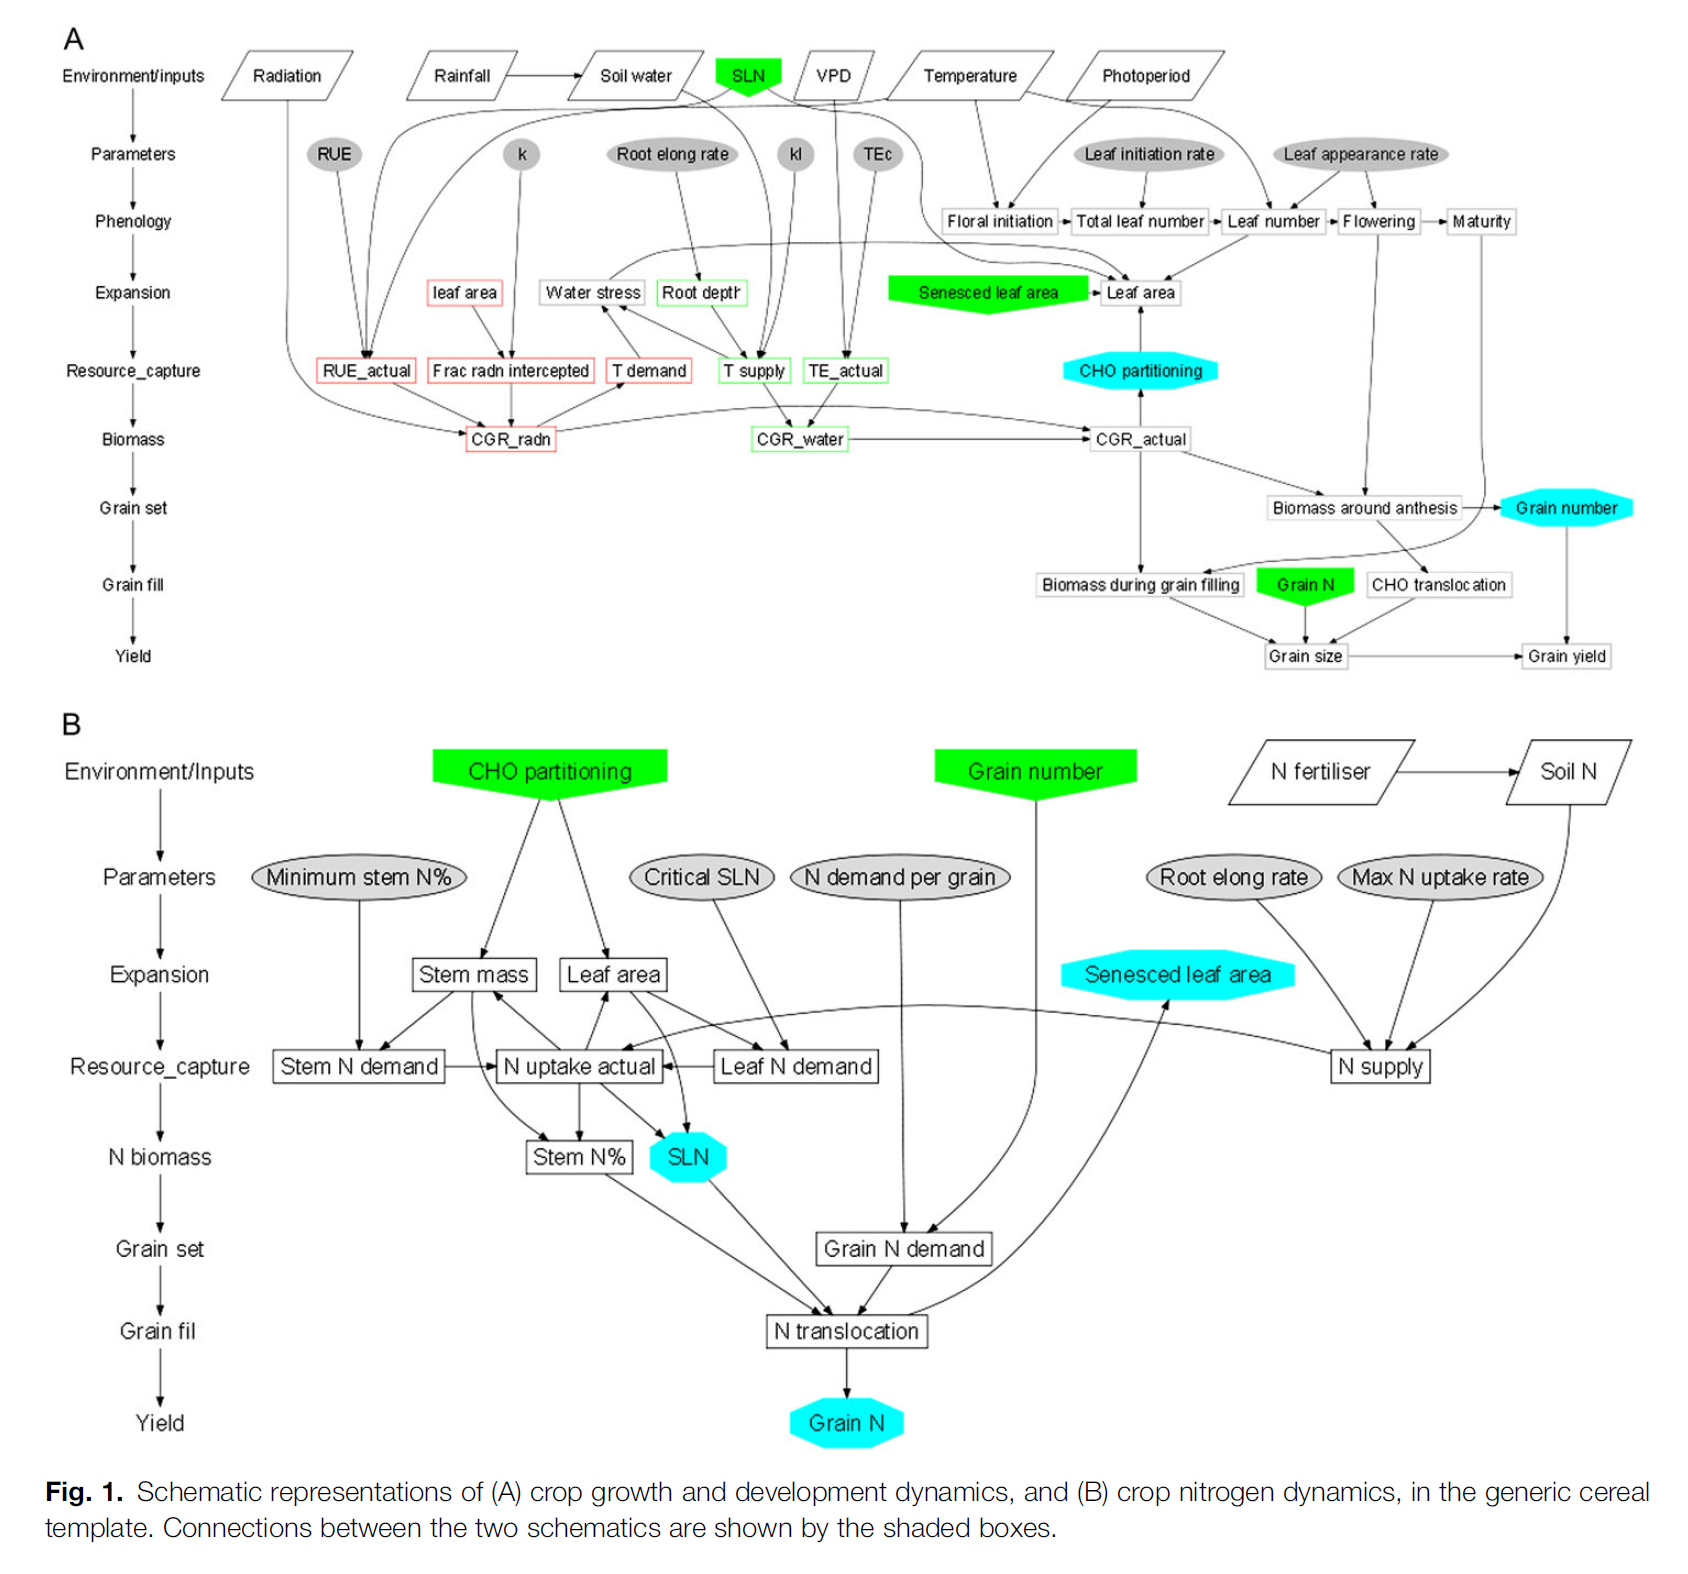 A
Environment/inputs
Radiation
Rainfall
Soil water
SLN
VPD
Temperature
Photoperiod
Parameters
RUE
k
Root elong rate
kl
TEc
Leaf initiation rate
Leaf appearance rate
Phenology
Floral initiation
Total leaf number
Leaf number
Flowering
Maturity
Expansion
leaf area
Water stress
Root depth
Senesced leaf area
Leaf area
Resource_capture
RUE_actual
Frac radn intercepted
T demand
T supply
TE_actual
CHO partitioning
Biomass
CGR_radn
CGR_water
CGR_actual
Grain set
Biomass around anthesis
Grain number
Grain fill
Biomass during grain filling
Grain N
CHO translocation
Yield
Grain size
Grain yield
B
Environment/Inputs
CHO partitioning
Grain number
N fertiliser
Soil N
Parameters
Minimum stem N%
Critical SLN
N demand per grain
Root elong rate
Max N uptake rate
Expansion
Stem mass
Leaf area
Senesced leaf area
Resource_capture
Stem N demand
N uptake actual
Leaf N demand
N supply
N biomass
Stem N%
SLN
Grain set
Grain N demand
Grain fil
N translocation
Yield
Grain N
Fig. 1. Schematic representations of (A) crop growth and development dynamics, and (B) crop nitrogen dynamics, in the generic cereal
template. Connections between the two schematics are shown by the shaded boxes.